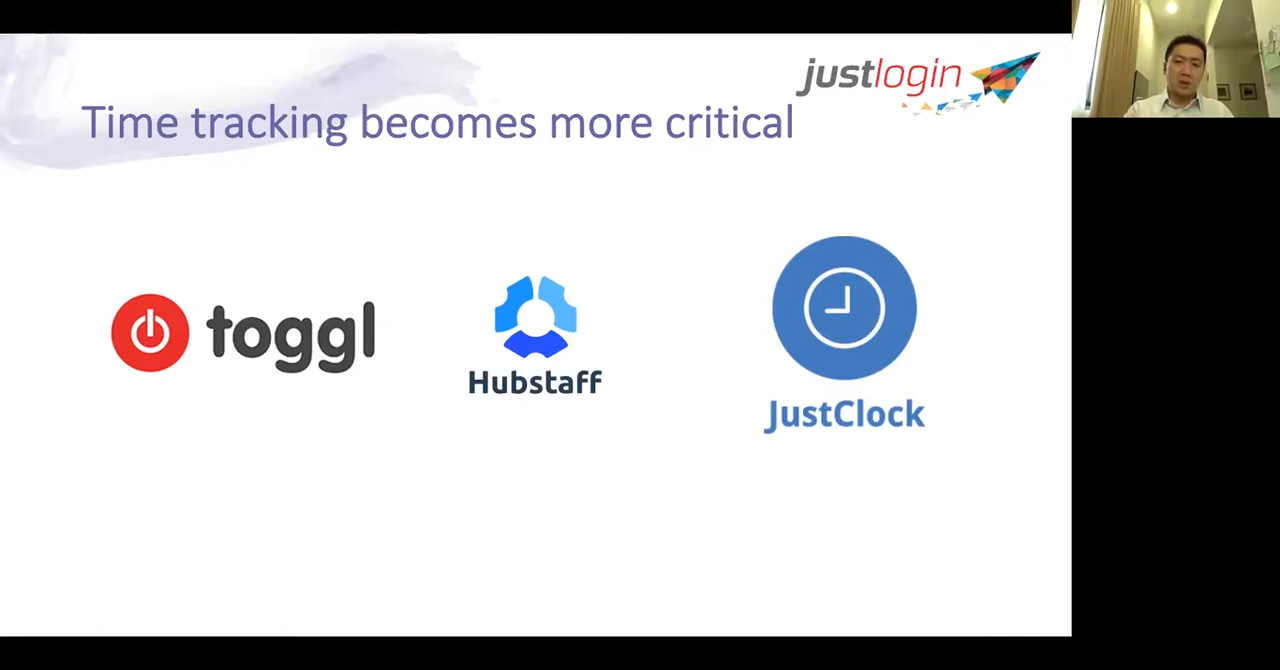 justlogin
Time tracking becomes more critical
toggl
Hubstaff
JustClock